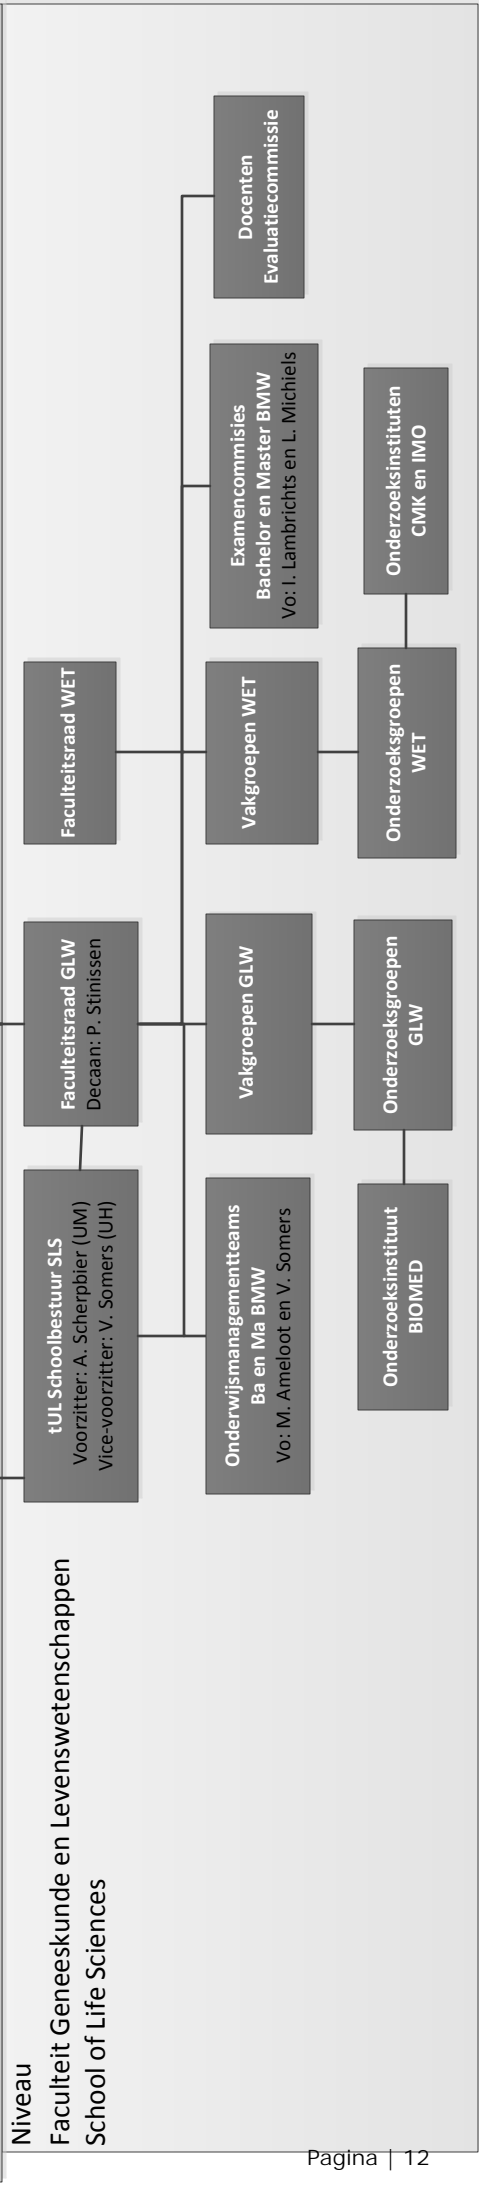 Niveau
Faculteit Geneeskunde en Levenswetenschappen
School of Life Sciences
tUL Schoolbestuur SLS
Voorzitter: A. Scherpbier (UM)
Vice-voorzitter: V. Somers (UH)
Faculteitsraad GLW
Decaan: P. Stinissen
Faculteitsraad WET
Onderwijsmanagementteams
Ba en Ma BMW
Vo: M. Ameloot en V. Somers
Vakgroepen GLW
Vakgroepen WET
Examencommisies
Bachelor en Master BMW
Vo: I. Lambrichts en L. Michiels
Docenten
Evaluatiecommissie
Onderzoeksinstituut
BIOMED
Onderzoeksgroepen
GLW
Onderzoeksgroepen
WET
Onderzoeksinstituten
CMK en IMO
Pagina | 12